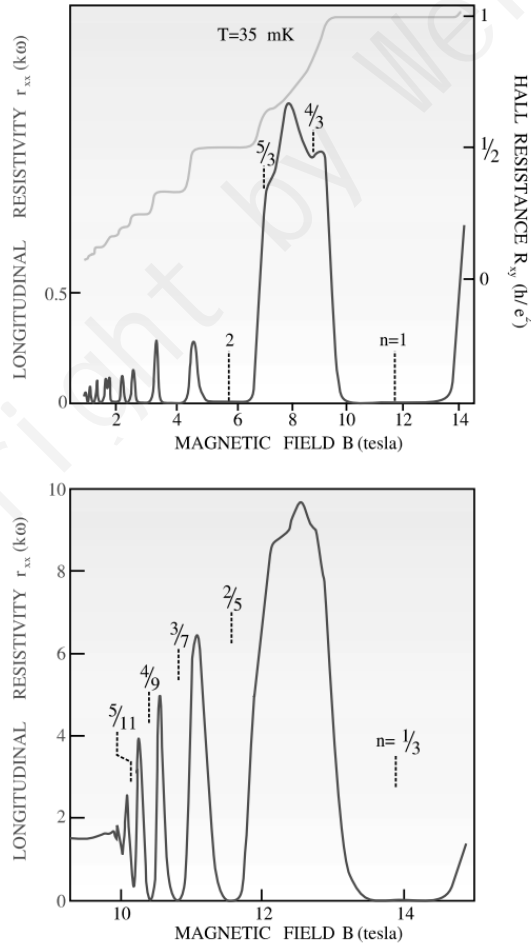 T=35 mK
LONGITUDINAL RESISTIVITY r_xx (kω)
HALL RESISTANCE R_xy (h/e²)
1
1/2
0
0.5
0
5/3
4/3
2
n=1
2 4 6 8 10 12 14
MAGNETIC FIELD B (tesla)
LONGITUDINAL RESISTIVITY r_xx (kω)
10
8
6
4
2
0
2/5
3/7
4/9
5/11
n= 1/3
10 12 14
MAGNETIC FIELD B (tesla)
right by We